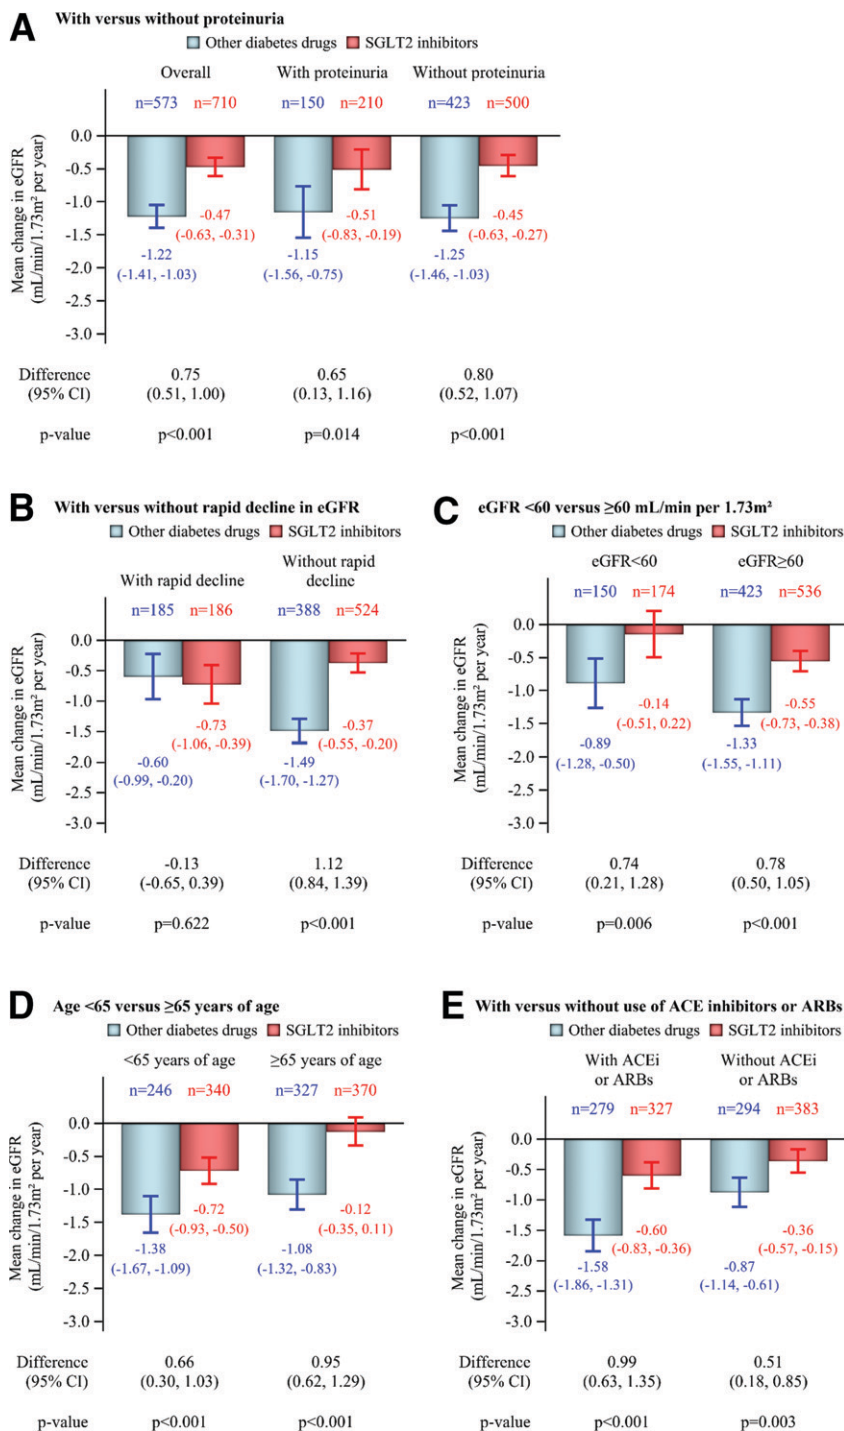 A With versus without proteinuria
Other diabetes drugs SGLT2 inhibitors
Overall With proteinuria Without proteinuria
n=573 n=710 n=150 n=210 n=423 n=500
Mean change in eGFR
(mL/min/1.73m² per year)
0.0
-0.5
-1.0
-1.5
-2.0
-2.5
-3.0
-0.47
(-0.63, -0.31)
-0.51
(-0.83, -0.19)
-0.45
(-0.63, -0.27)
-1.22
(-1.41, -1.03)
-1.15
(-1.56, -0.75)
-1.25
(-1.46, -1.03)
Difference 0.75 0.65 0.80
(95% CI) (0.51, 1.00) (0.13, 1.16) (0.52, 1.07)
p-value p<0.001 p=0.014 p<0.001
B With versus without rapid decline in eGFR
Other diabetes drugs SGLT2 inhibitors
With rapid decline
Without rapid
decline
n=185 n=186 n=388 n=524
Mean change in eGFR
(mL/min/1.73m² per year)
0.0
-0.5
-1.0
-1.5
-2.0
-2.5
-3.0
-0.73
(-1.06, -0.39)
-0.37
(-0.55, -0.20)
-0.60
(-0.99, -0.20)
-1.49
(-1.70, -1.27)
Difference -0.13 1.12
(95% CI) (-0.65, 0.39) (0.84, 1.39)
p-value p=0.622 p<0.001
C eGFR <60 versus ≥60 mL/min per 1.73m²
Other diabetes drugs SGLT2 inhibitors
eGFR<60 eGFR≥60
n=150 n=174 n=423 n=536
Mean change in eGFR
(mL/min/1.73m² per year)
0.0
-0.5
-1.0
-1.5
-2.0
-2.5
-3.0
-0.14
(-0.51, 0.22)
-0.55
(-0.73, -0.38)
-0.89
(-1.28, -0.50)
-1.33
(-1.55, -1.11)
Difference 0.74 0.78
(95% CI) (0.21, 1.28) (0.50, 1.05)
p-value p=0.006 p<0.001
D Age <65 versus ≥65 years of age
Other diabetes drugs SGLT2 inhibitors
<65 years of age ≥65 years of age
n=246 n=340 n=327 n=370
Mean change in eGFR
(mL/min/1.73m² per year)
0.0
-0.5
-1.0
-1.5
-2.0
-2.5
-3.0
-0.72
(-0.93, -0.50)
-0.12
(-0.35, 0.11)
-1.38
(-1.67, -1.09)
-1.08
(-1.32, -0.83)
Difference 0.66 0.95
(95% CI) (0.30, 1.03) (0.62, 1.29)
p-value p<0.001 p<0.001
E With versus without use of ACE inhibitors or ARBs
Other diabetes drugs SGLT2 inhibitors
With ACEi Without ACEi
or ARBs or ARBs
n=279 n=327 n=294 n=383
Mean change in eGFR
(mL/min/1.73m² per year)
0.0
-0.5
-1.0
-1.5
-2.0
-2.5
-3.0
-0.60
(-0.83, -0.36)
-0.36
(-0.57, -0.15)
-1.58
(-1.86, -1.31)
-0.87
(-1.14, -0.61)
Difference 0.99 0.51
(95% CI) (0.63, 1.35) (0.18, 0.85)
p-value p<0.001 p=0.003